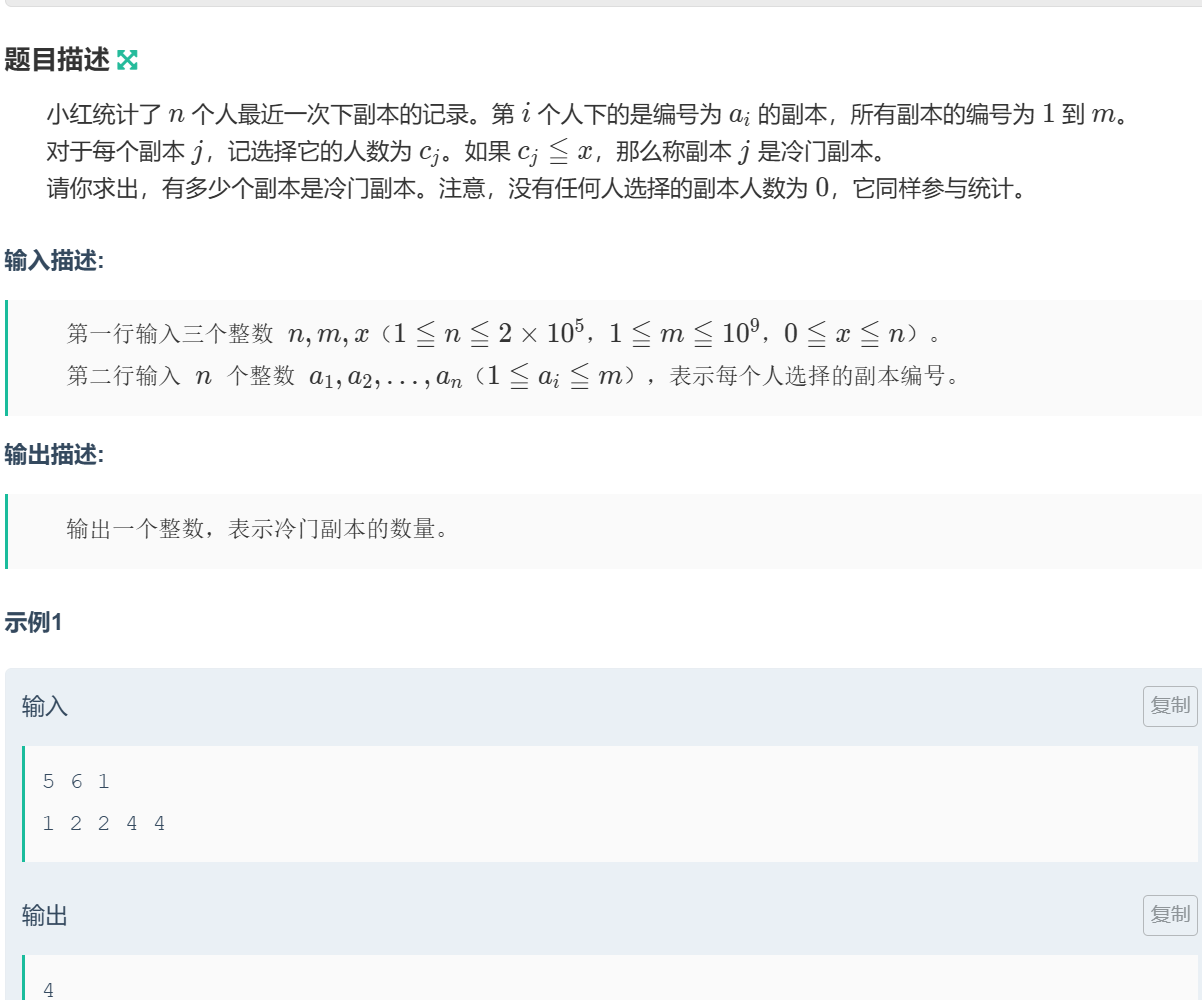 题目描述
小红统计了 n 个人最近一次下副本的记录。第 i 个人下的是编号为 aᵢ 的副本，所有副本的编号为 1 到 m。
对于每个副本 j，记选择它的人数为 cⱼ。如果 cⱼ ≦ x，那么称副本 j 是冷门副本。
请你求出，有多少个副本是冷门副本。注意，没有任何人选择的副本人数为 0，它同样参与统计。
输入描述:
第一行输入三个整数 n, m, x（1 ≦ n ≦ 2 × 10⁵，1 ≦ m ≦ 10⁹，0 ≦ x ≦ n）。
第二行输入 n 个整数 a₁, a₂, …, aₙ（1 ≦ aᵢ ≦ m），表示每个人选择的副本编号。
输出描述:
输出一个整数，表示冷门副本的数量。
示例1
输入
复制
5 6 1
1 2 2 4 4
输出
复制
4